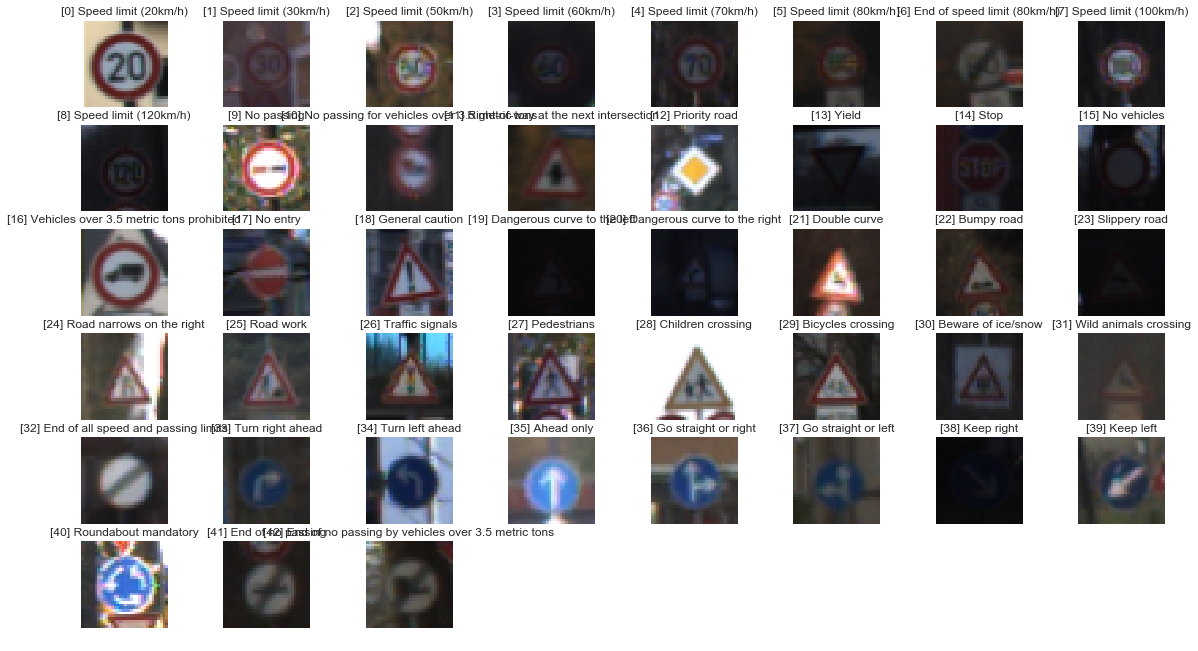 [0] Speed limit (20km/h) [1] Speed limit (30km/h) [2] Speed limit (50km/h) [3] Speed limit (60km/h) [4] Speed limit (70km/h) [5] Speed limit (80km/h) [6] End of speed limit (80km/h) [7] Speed limit (100km/h)
20 30 50 60 70 80 100
[8] Speed limit (120km/h) [9] No passing [10] No passing for vehicles over 3.5 metric tons [11] Right-of-way at the next intersection [12] Priority road [13] Yield [14] Stop [15] No vehicles
120 STOP
[16] Vehicles over 3.5 metric tons prohibited [17] No entry [18] General caution [19] Dangerous curve to the left [20] Dangerous curve to the right [21] Double curve [22] Bumpy road [23] Slippery road
[24] Road narrows on the right [25] Road work [26] Traffic signals [27] Pedestrians [28] Children crossing [29] Bicycles crossing [30] Beware of ice/snow [31] Wild animals crossing
[32] End of all speed and passing limits [33] Turn right ahead [34] Turn left ahead [35] Ahead only [36] Go straight or right [37] Go straight or left [38] Keep right [39] Keep left
[40] Roundabout mandatory [41] End of no passing [42] End of no passing by vehicles over 3.5 metric tons